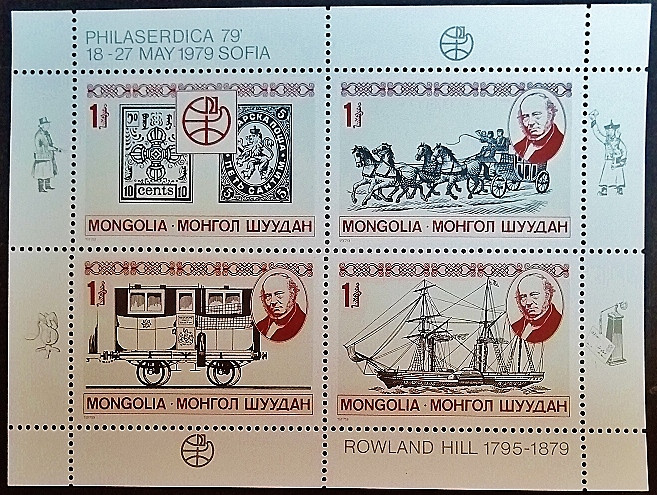 PHILASERDICA 79'
18-27 MAY 1979 SOFIA
1
10 10
cents
MONGOLIA · МОНГОЛ ШУУДАН
1
MONGOLIA · МОНГОЛ ШУУДАН
1
MONGOLIA · МОНГОЛ ШУУДАН
1
MONGOLIA · МОНГОЛ ШУУДАН
ROWLAND HILL 1795-1879